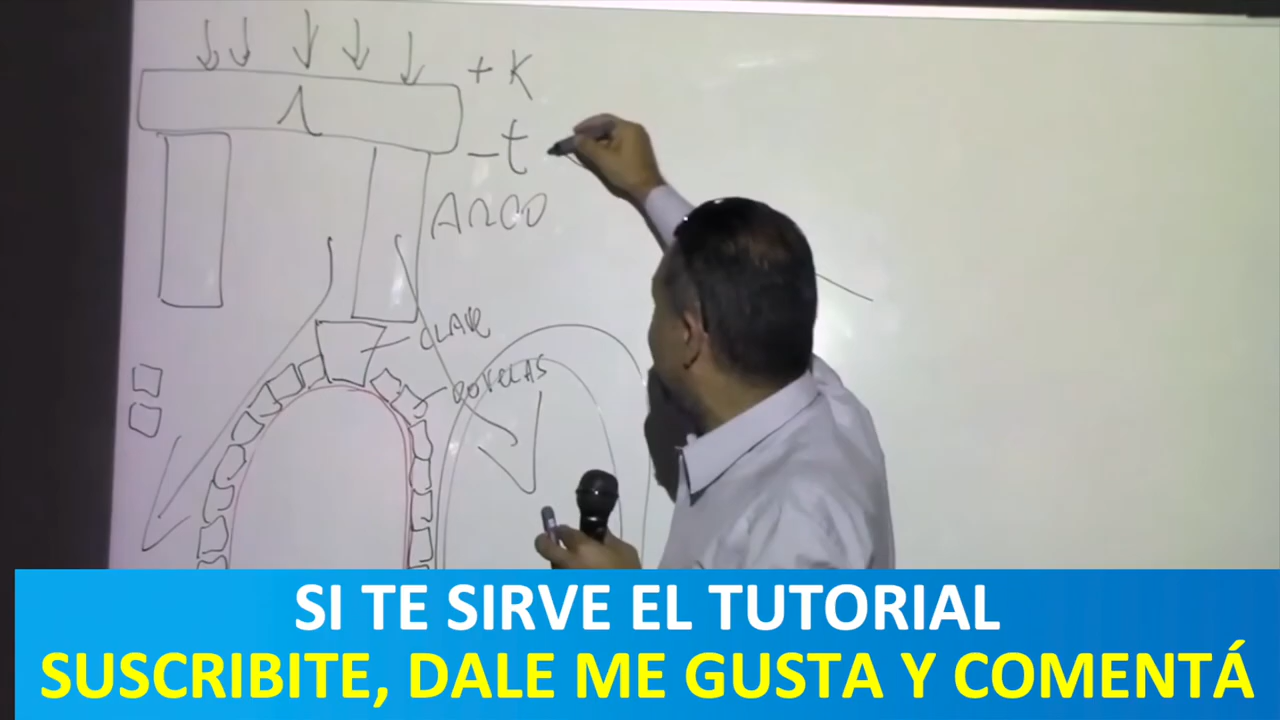 + K
- t
ARCO
CLAVE
DOVELAS
SI TE SIRVE EL TUTORIAL
SUSCRIBITE, DALE ME GUSTA Y COMENTÁ